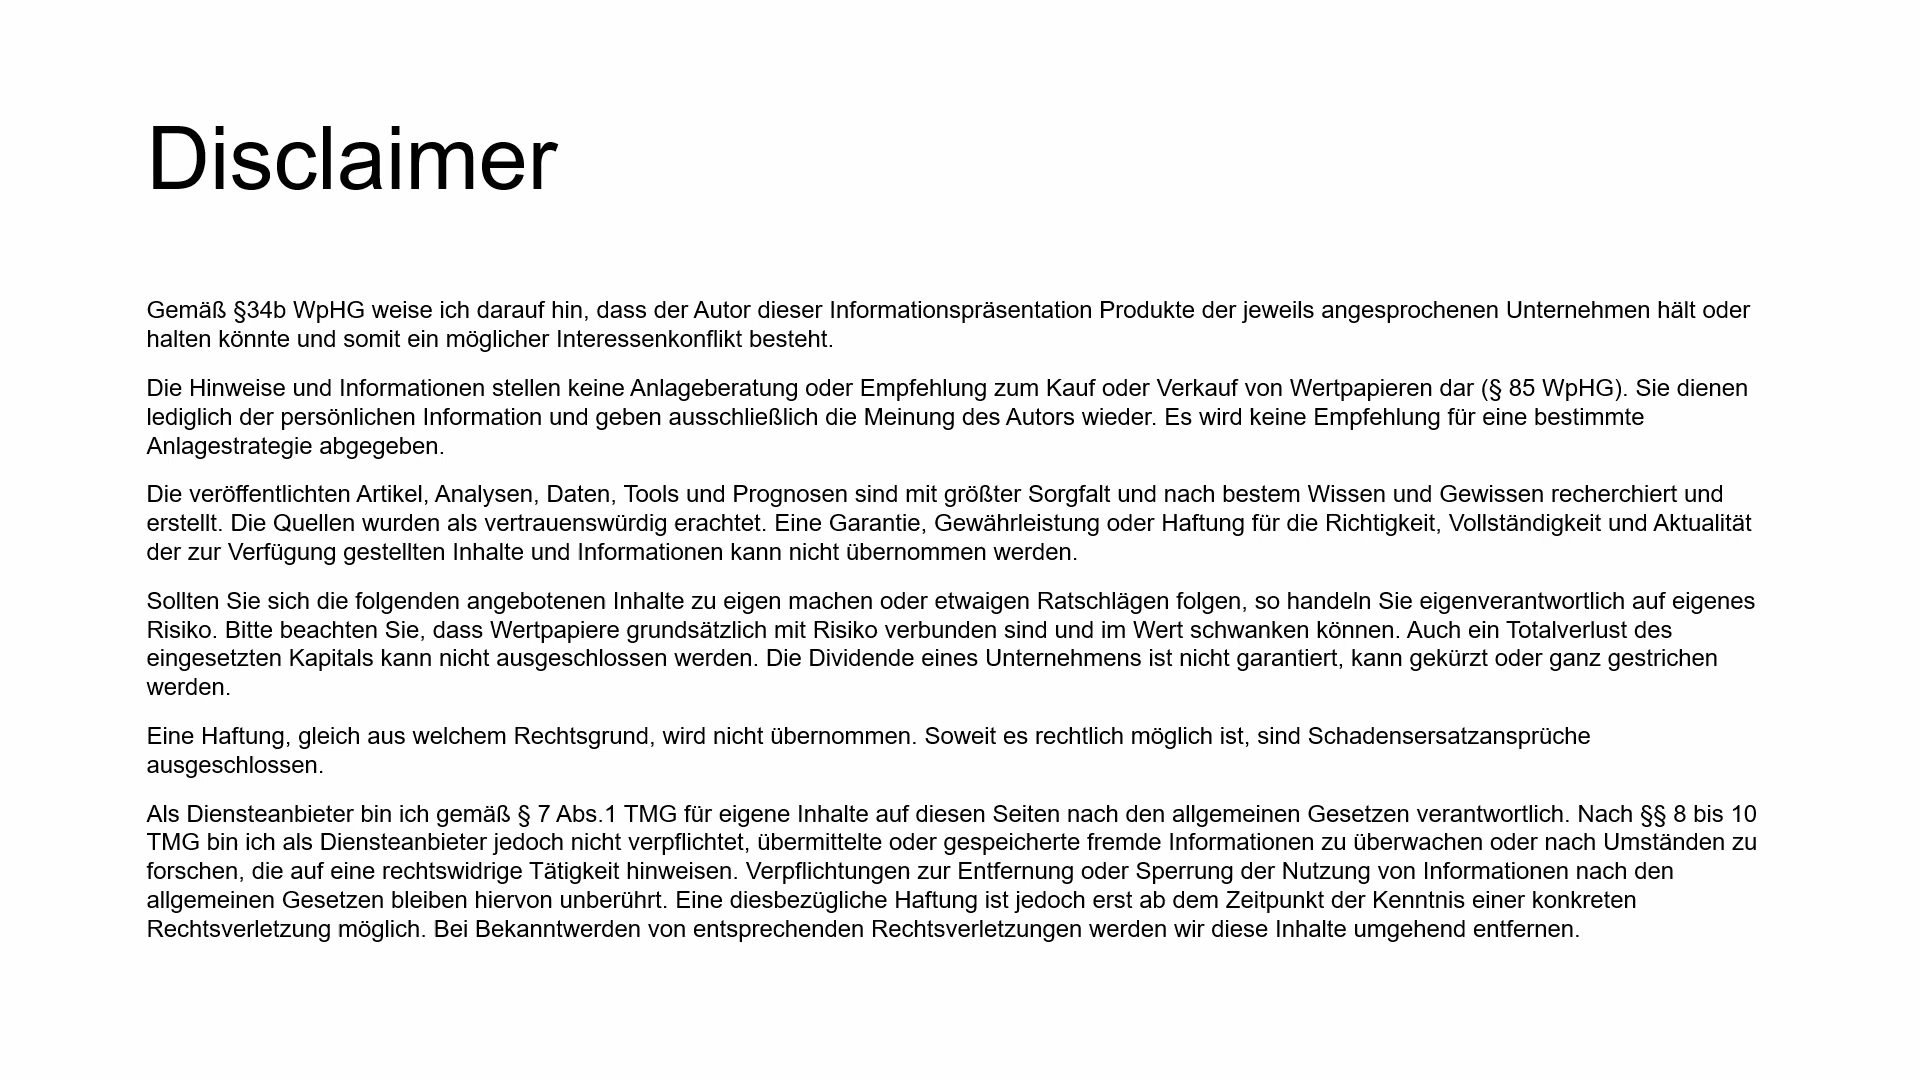 Disclaimer
Gemäß §34b WpHG weise ich darauf hin, dass der Autor dieser Informationspräsentation Produkte der jeweils angesprochenen Unternehmen hält oder
halten könnte und somit ein möglicher Interessenkonflikt besteht.
Die Hinweise und Informationen stellen keine Anlageberatung oder Empfehlung zum Kauf oder Verkauf von Wertpapieren dar (§ 85 WpHG). Sie dienen
lediglich der persönlichen Information und geben ausschließlich die Meinung des Autors wieder. Es wird keine Empfehlung für eine bestimmte
Anlagestrategie abgegeben.
Die veröffentlichten Artikel, Analysen, Daten, Tools und Prognosen sind mit größter Sorgfalt und nach bestem Wissen und Gewissen recherchiert und
erstellt. Die Quellen wurden als vertrauenswürdig erachtet. Eine Garantie, Gewährleistung oder Haftung für die Richtigkeit, Vollständigkeit und Aktualität
der zur Verfügung gestellten Inhalte und Informationen kann nicht übernommen werden.
Sollten Sie sich die folgenden angebotenen Inhalte zu eigen machen oder etwaigen Ratschlägen folgen, so handeln Sie eigenverantwortlich auf eigenes
Risiko. Bitte beachten Sie, dass Wertpapiere grundsätzlich mit Risiko verbunden sind und im Wert schwanken können. Auch ein Totalverlust des
eingesetzten Kapitals kann nicht ausgeschlossen werden. Die Dividende eines Unternehmens ist nicht garantiert, kann gekürzt oder ganz gestrichen
werden.
Eine Haftung, gleich aus welchem Rechtsgrund, wird nicht übernommen. Soweit es rechtlich möglich ist, sind Schadensersatzansprüche
ausgeschlossen.
Als Diensteanbieter bin ich gemäß § 7 Abs.1 TMG für eigene Inhalte auf diesen Seiten nach den allgemeinen Gesetzen verantwortlich. Nach §§ 8 bis 10
TMG bin ich als Diensteanbieter jedoch nicht verpflichtet, übermittelte oder gespeicherte fremde Informationen zu überwachen oder nach Umständen zu
forschen, die auf eine rechtswidrige Tätigkeit hinweisen. Verpflichtungen zur Entfernung oder Sperrung der Nutzung von Informationen nach den
allgemeinen Gesetzen bleiben hiervon unberührt. Eine diesbezügliche Haftung ist jedoch erst ab dem Zeitpunkt der Kenntnis einer konkreten
Rechtsverletzung möglich. Bei Bekanntwerden von entsprechenden Rechtsverletzungen werden wir diese Inhalte umgehend entfernen.